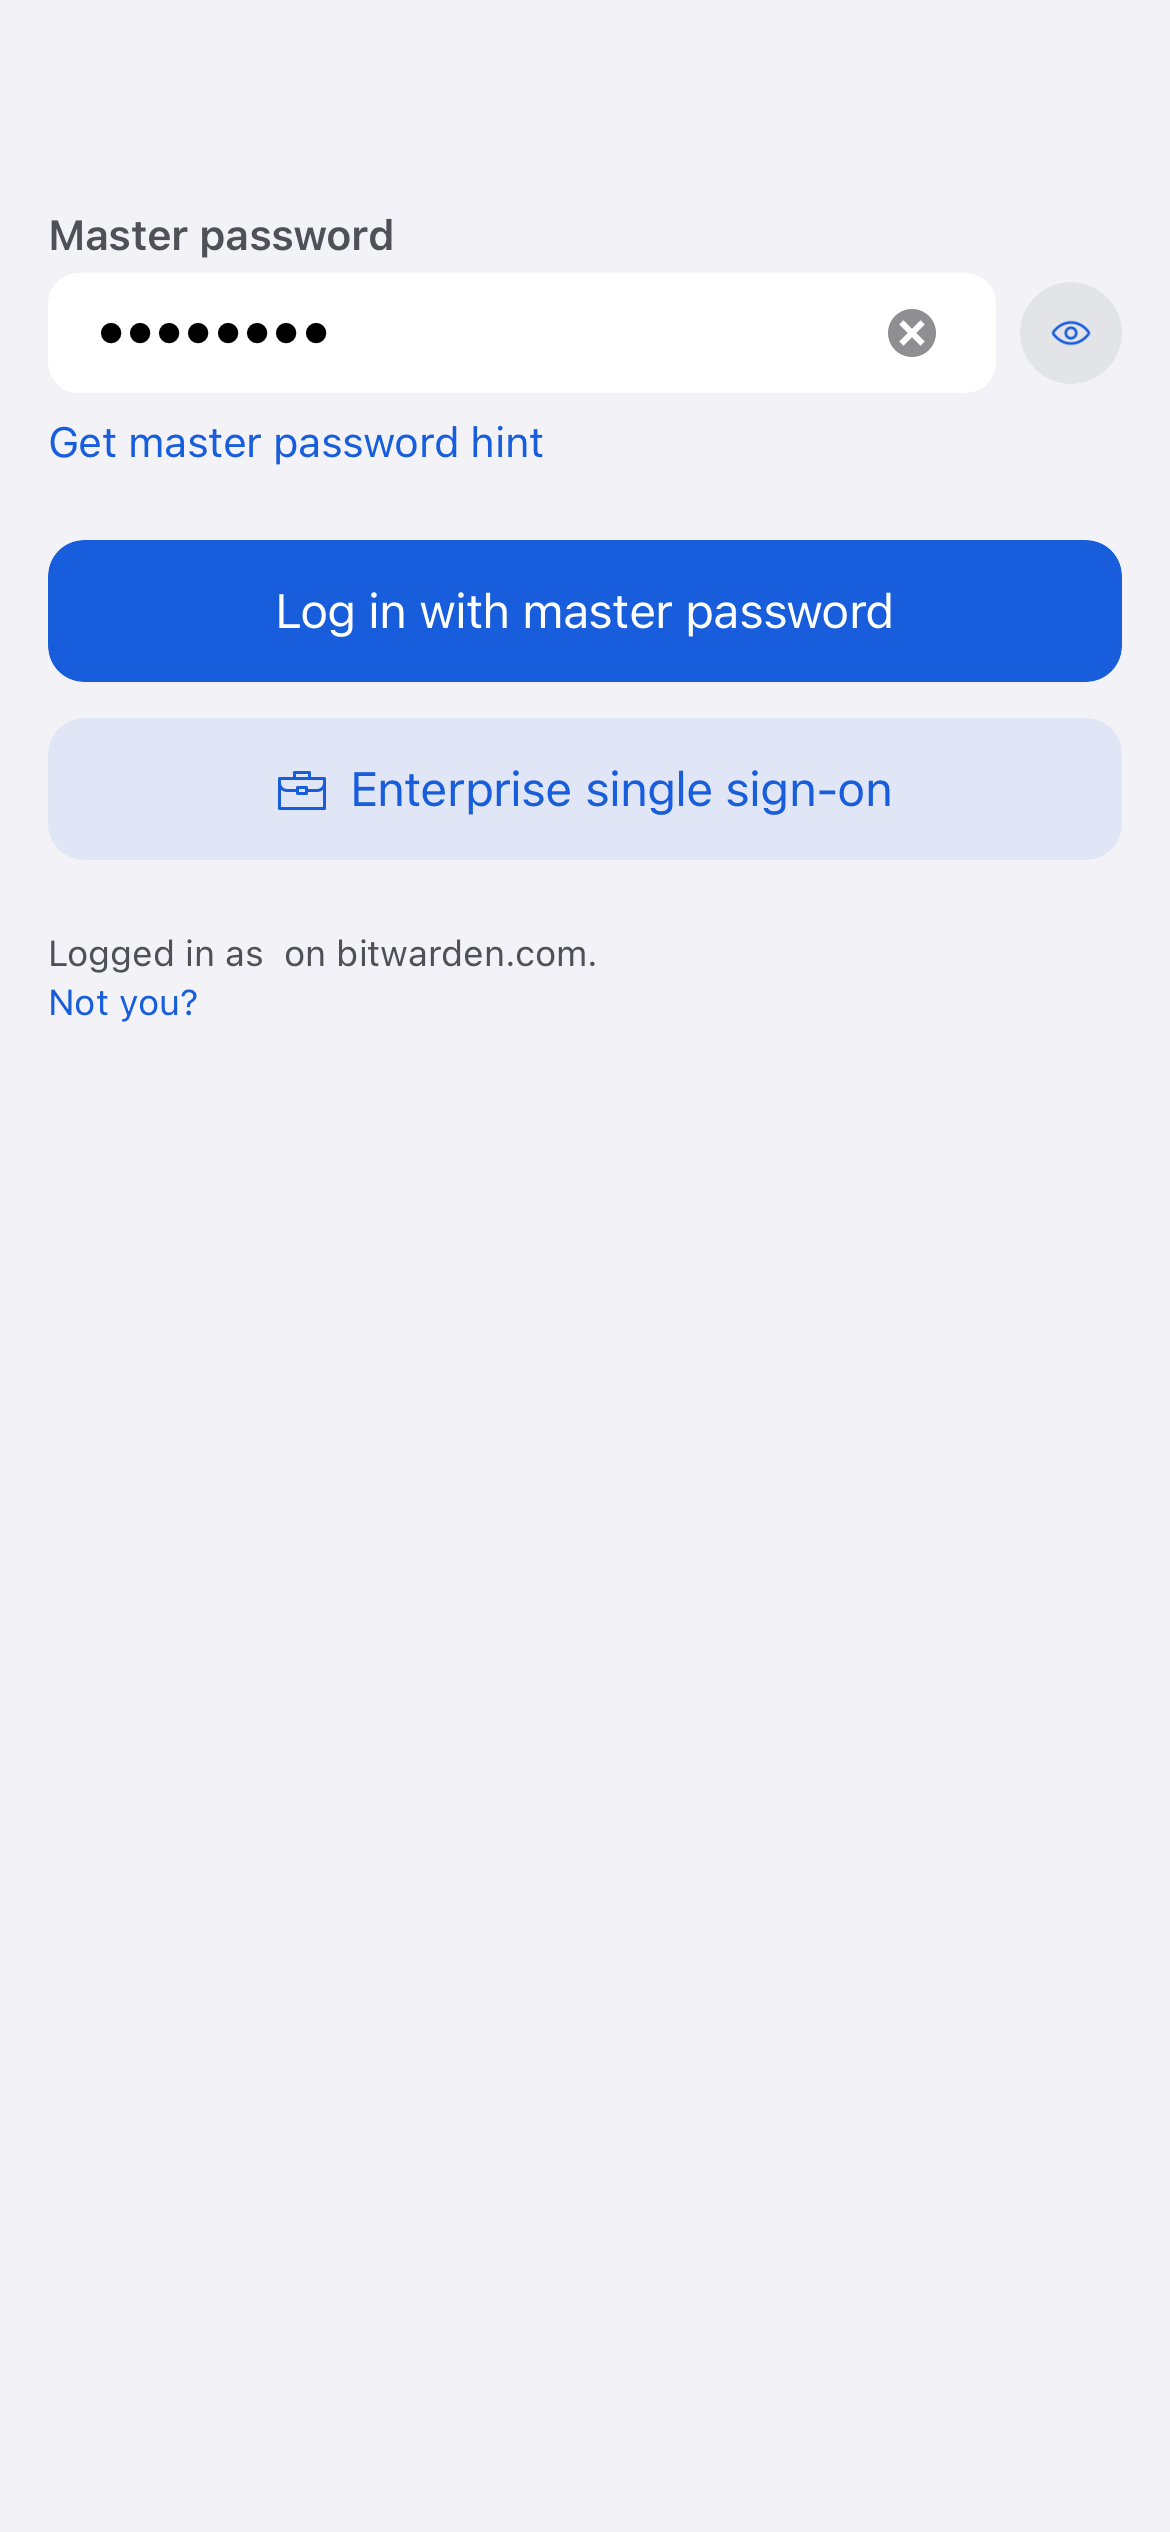 Master password
••••••••
Get master password hint
Log in with master password
Enterprise single sign-on
Logged in as  on bitwarden.com.
Not you?